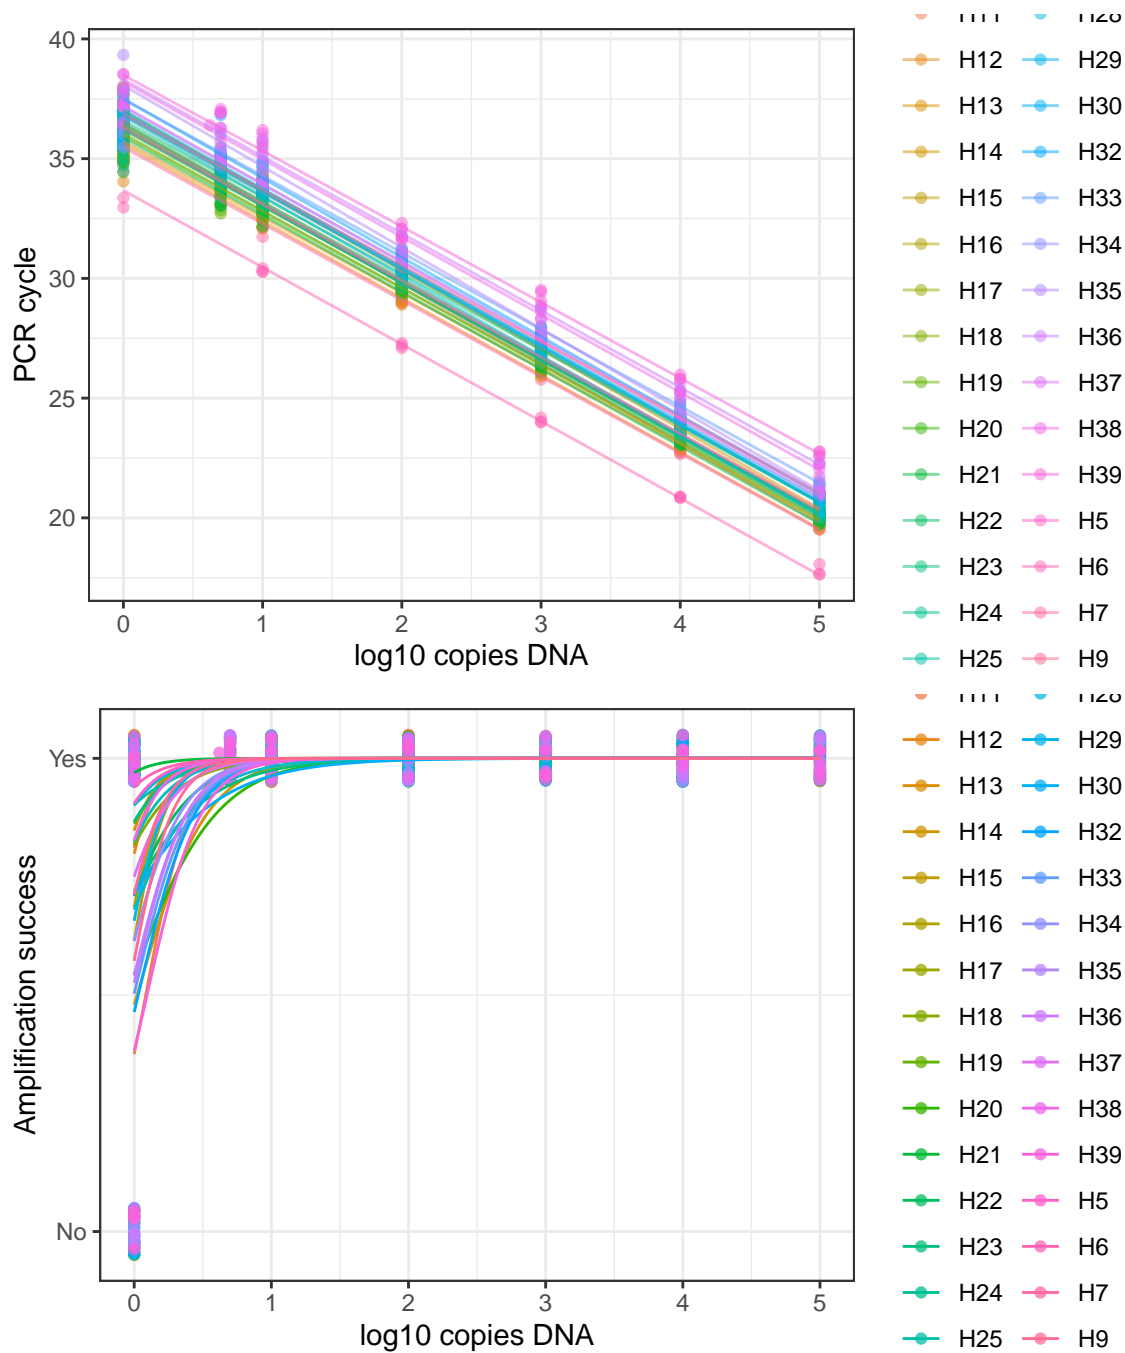 40
35
30
25
20
PCR cycle
0 1 2 3 4 5
log10 copies DNA
H12 H29
H13 H30
H14 H32
H15 H33
H16 H34
H17 H35
H18 H36
H19 H37
H20 H38
H21 H39
H22 H5
H23 H6
H24 H7
H25 H9
Yes
No
Amplification success
0 1 2 3 4 5
log10 copies DNA
H12 H29
H13 H30
H14 H32
H15 H33
H16 H34
H17 H35
H18 H36
H19 H37
H20 H38
H21 H39
H22 H5
H23 H6
H24 H7
H25 H9